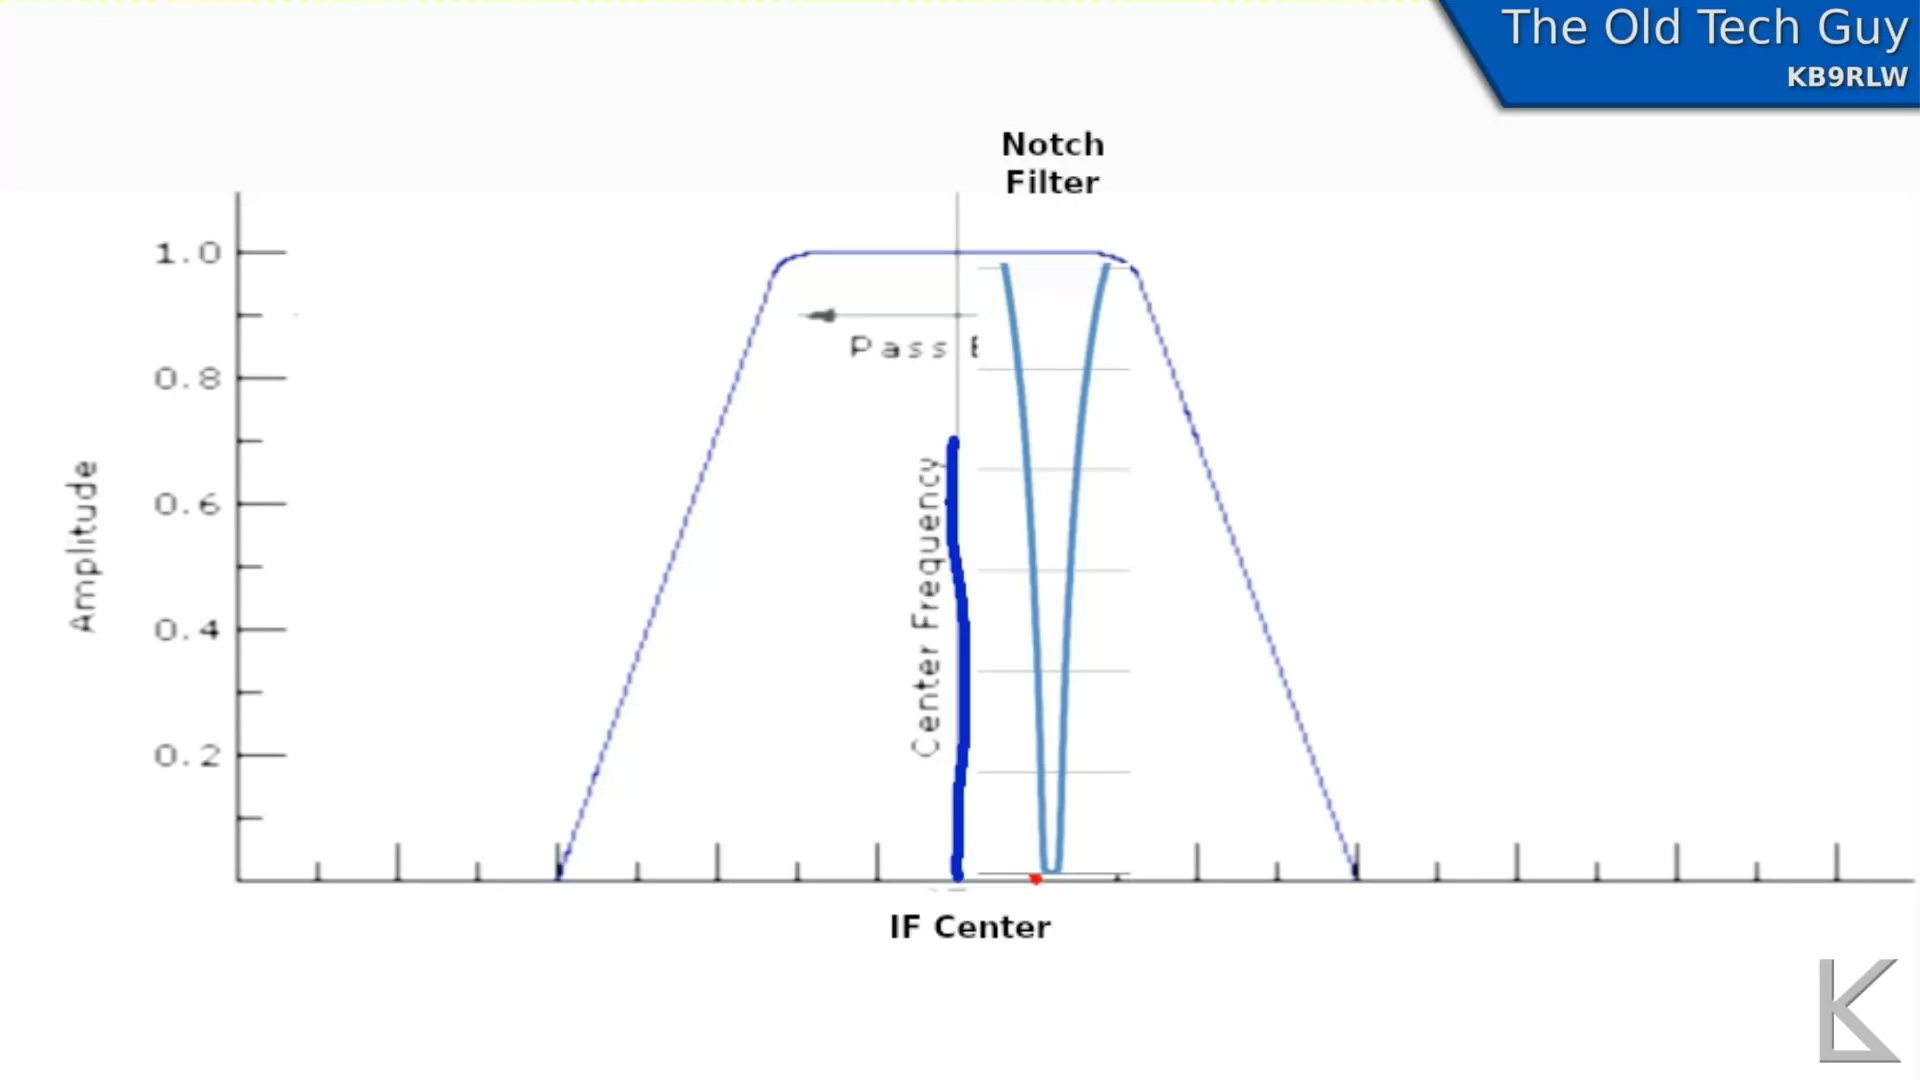 The Old Tech Guy
KB9RLW
Notch
Filter
1.0
Pass
0.8
Amplitude
0.6
Center Frequency
0.4
0.2
IF Center
K